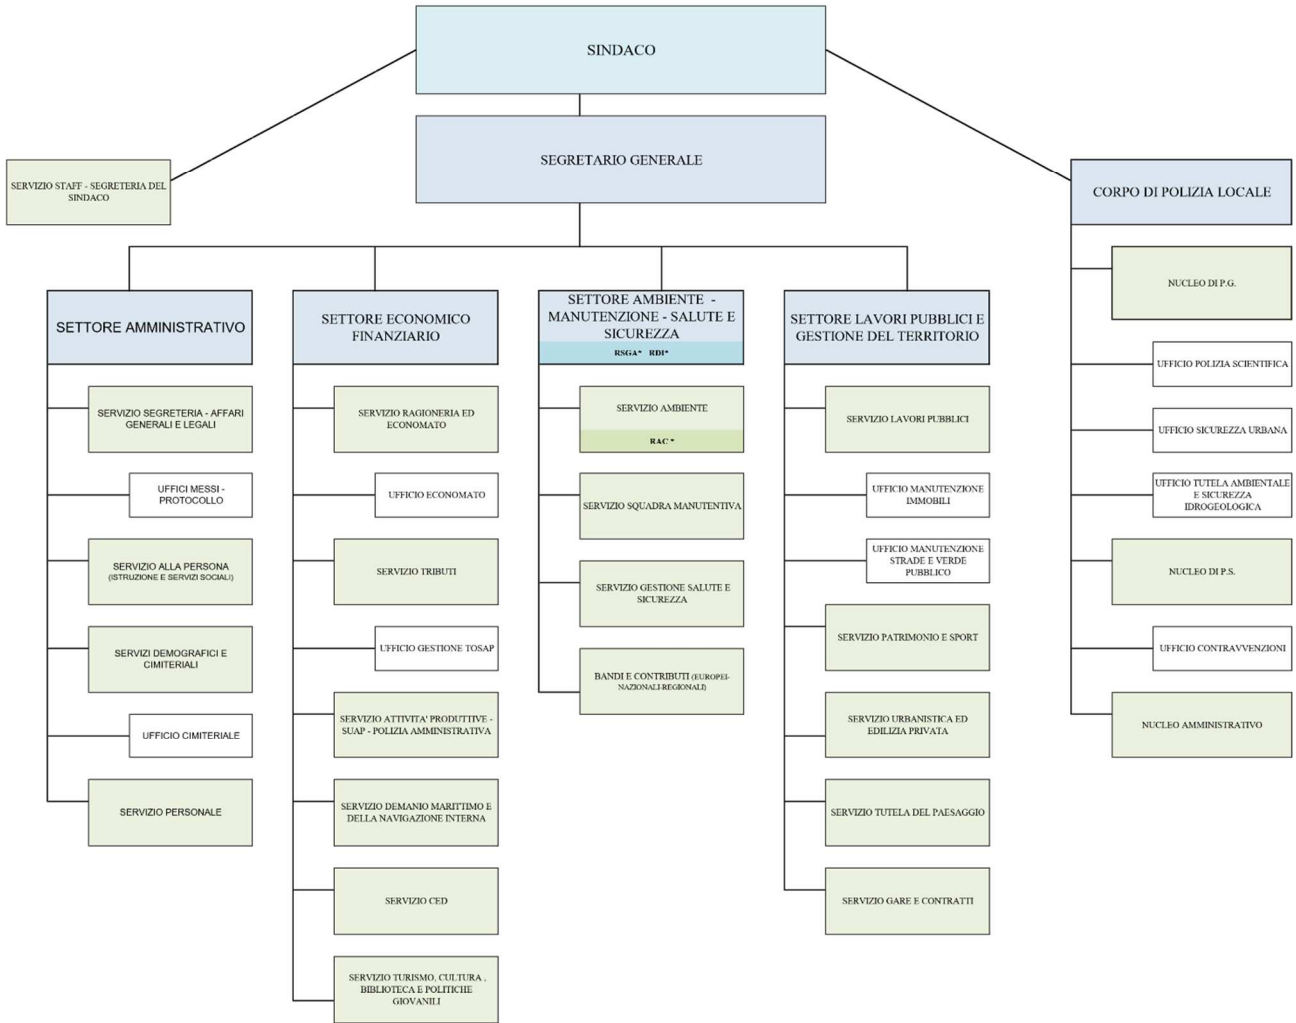 SINDACO
SEGRETARIO GENERALE
SERVIZIO STAFF - SEGRETERIA DEL
SINDACO
CORPO DI POLIZIA LOCALE
NUCLEO DI P.G.
UFFICIO POLIZIA SCIENTIFICA
UFFICIO SICUREZZA URBANA
UFFICIO TUTELA AMBIENTALE
E SICUREZZA
IDROGEOLOGICA
NUCLEO DI P.S.
UFFICIO CONTRAVVENZIONI
NUCLEO AMMINISTRATIVO
SETTORE AMMINISTRATIVO
SERVIZIO SEGRETERIA - AFFARI
GENERALI E LEGALI
UFFICI MESSI -
PROTOCOLLO
SERVIZIO ALLA PERSONA
(ISTRUZIONE E SERVIZI SOCIALI)
SERVIZI DEMOGRAFICI E
CIMITERIALI
UFFICIO CIMITERIALE
SERVIZIO PERSONALE
SETTORE ECONOMICO
FINANZIARIO
SERVIZIO RAGIONERIA ED
ECONOMATO
UFFICIO ECONOMATO
SERVIZIO TRIBUTI
UFFICIO GESTIONE TOSAP
SERVIZIO ATTIVITA' PRODUTTIVE -
SUAP - POLIZIA AMMINISTRATIVA
SERVIZIO DEMANIO MARITTIMO E
DELLA NAVIGAZIONE INTERNA
SERVIZIO CED
SERVIZIO TURISMO, CULTURA ,
BIBLIOTECA E POLITICHE
GIOVANILI
SETTORE AMBIENTE -
MANUTENZIONE - SALUTE E
SICUREZZA
RSGA* RDI*
SERVIZIO AMBIENTE
RAC *
SERVIZIO SQUADRA MANUTENTIVA
SERVIZIO GESTIONE SALUTE E
SICUREZZA
BANDI E CONTRIBUTI (EUROPEI-
NAZIONALI-REGIONALI)
SETTORE LAVORI PUBBLICI E
GESTIONE DEL TERRITORIO
SERVIZIO LAVORI PUBBLICI
UFFICIO MANUTENZIONE
IMMOBILI
UFFICIO MANUTENZIONE
STRADE E VERDE
PUBBLICO
SERVIZIO PATRIMONIO E SPORT
SERVIZIO URBANISTICA ED
EDILIZIA PRIVATA
SERVIZIO TUTELA DEL PAESAGGIO
SERVIZIO GARE E CONTRATTI